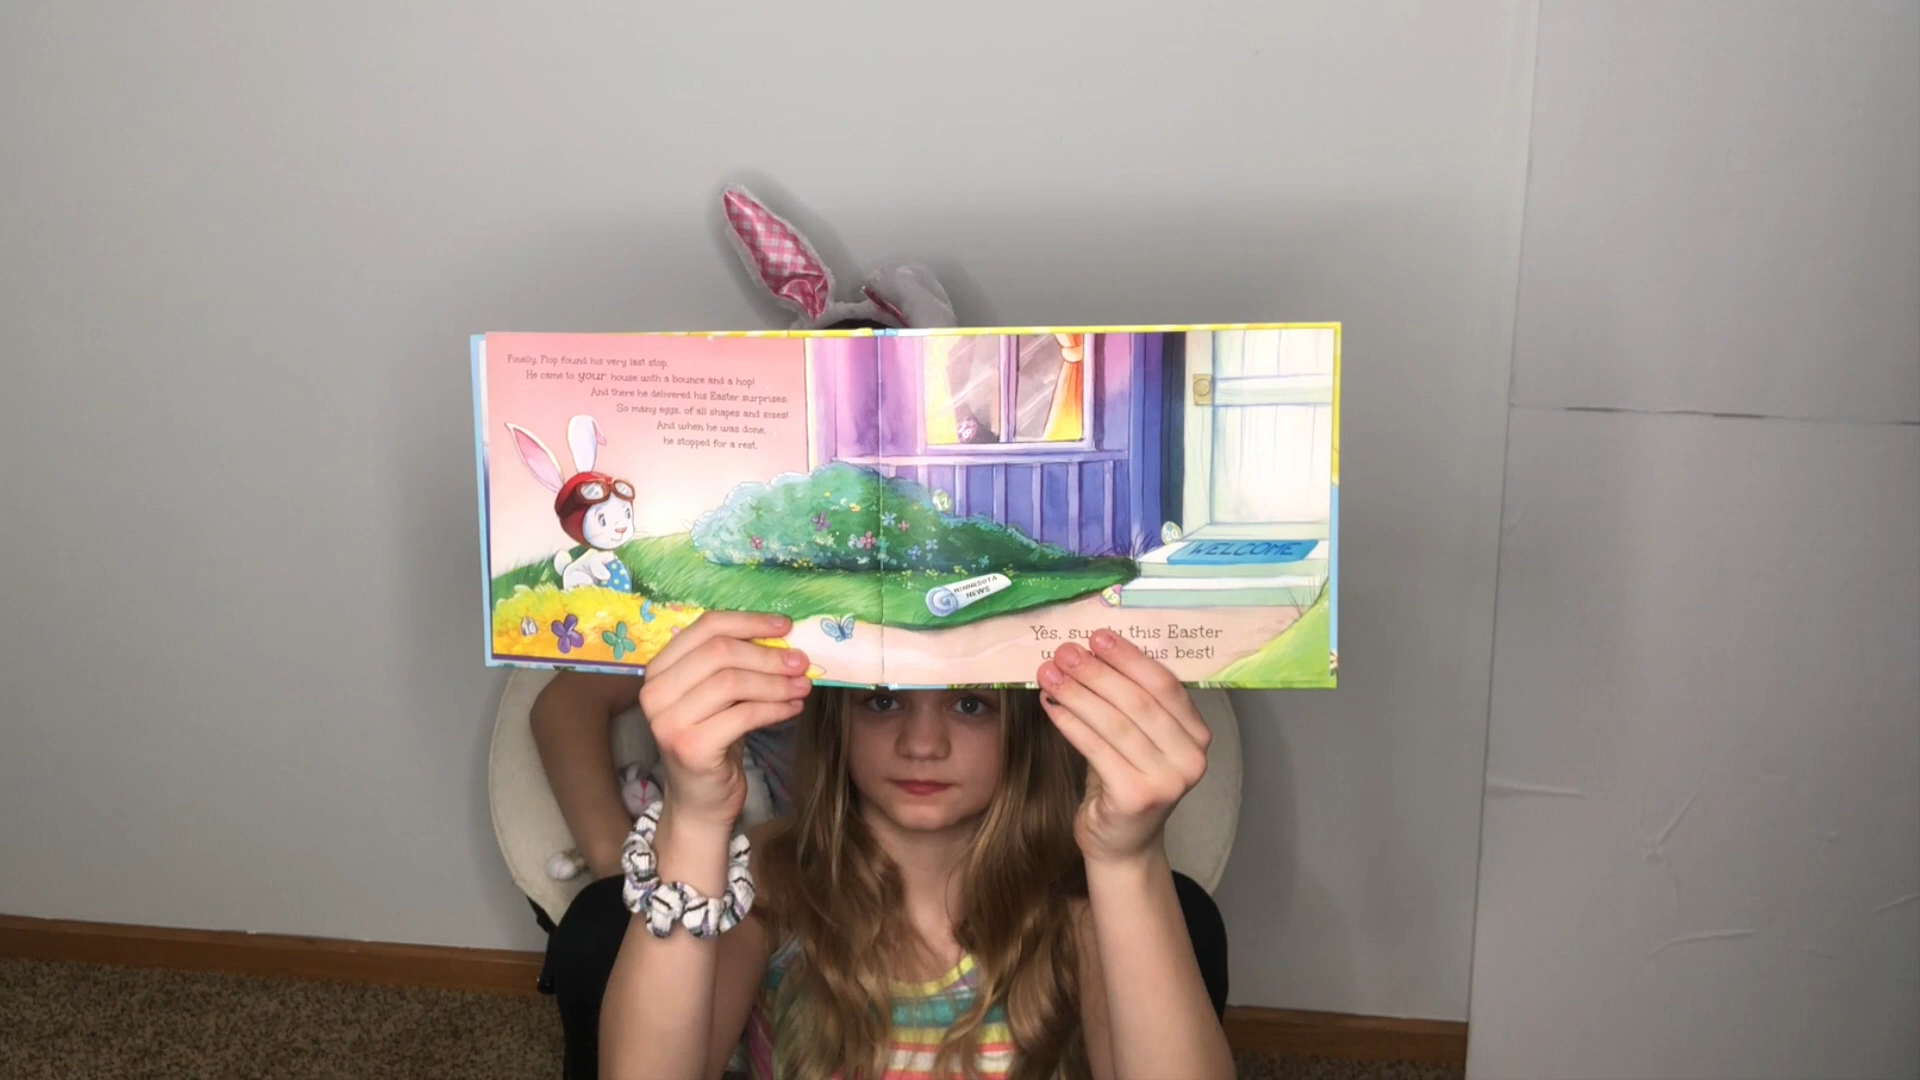 Finally, Flop found his very last stop.
He came to your house with a bounce and a hop!
And there he delivered his Easter surprises:
So many eggs, of all shapes and sizes!
And when he was done,
he stopped for a rest.
17
20
WELCOME
MINNESOTA
NEWS
Yes, this Easter
his best!